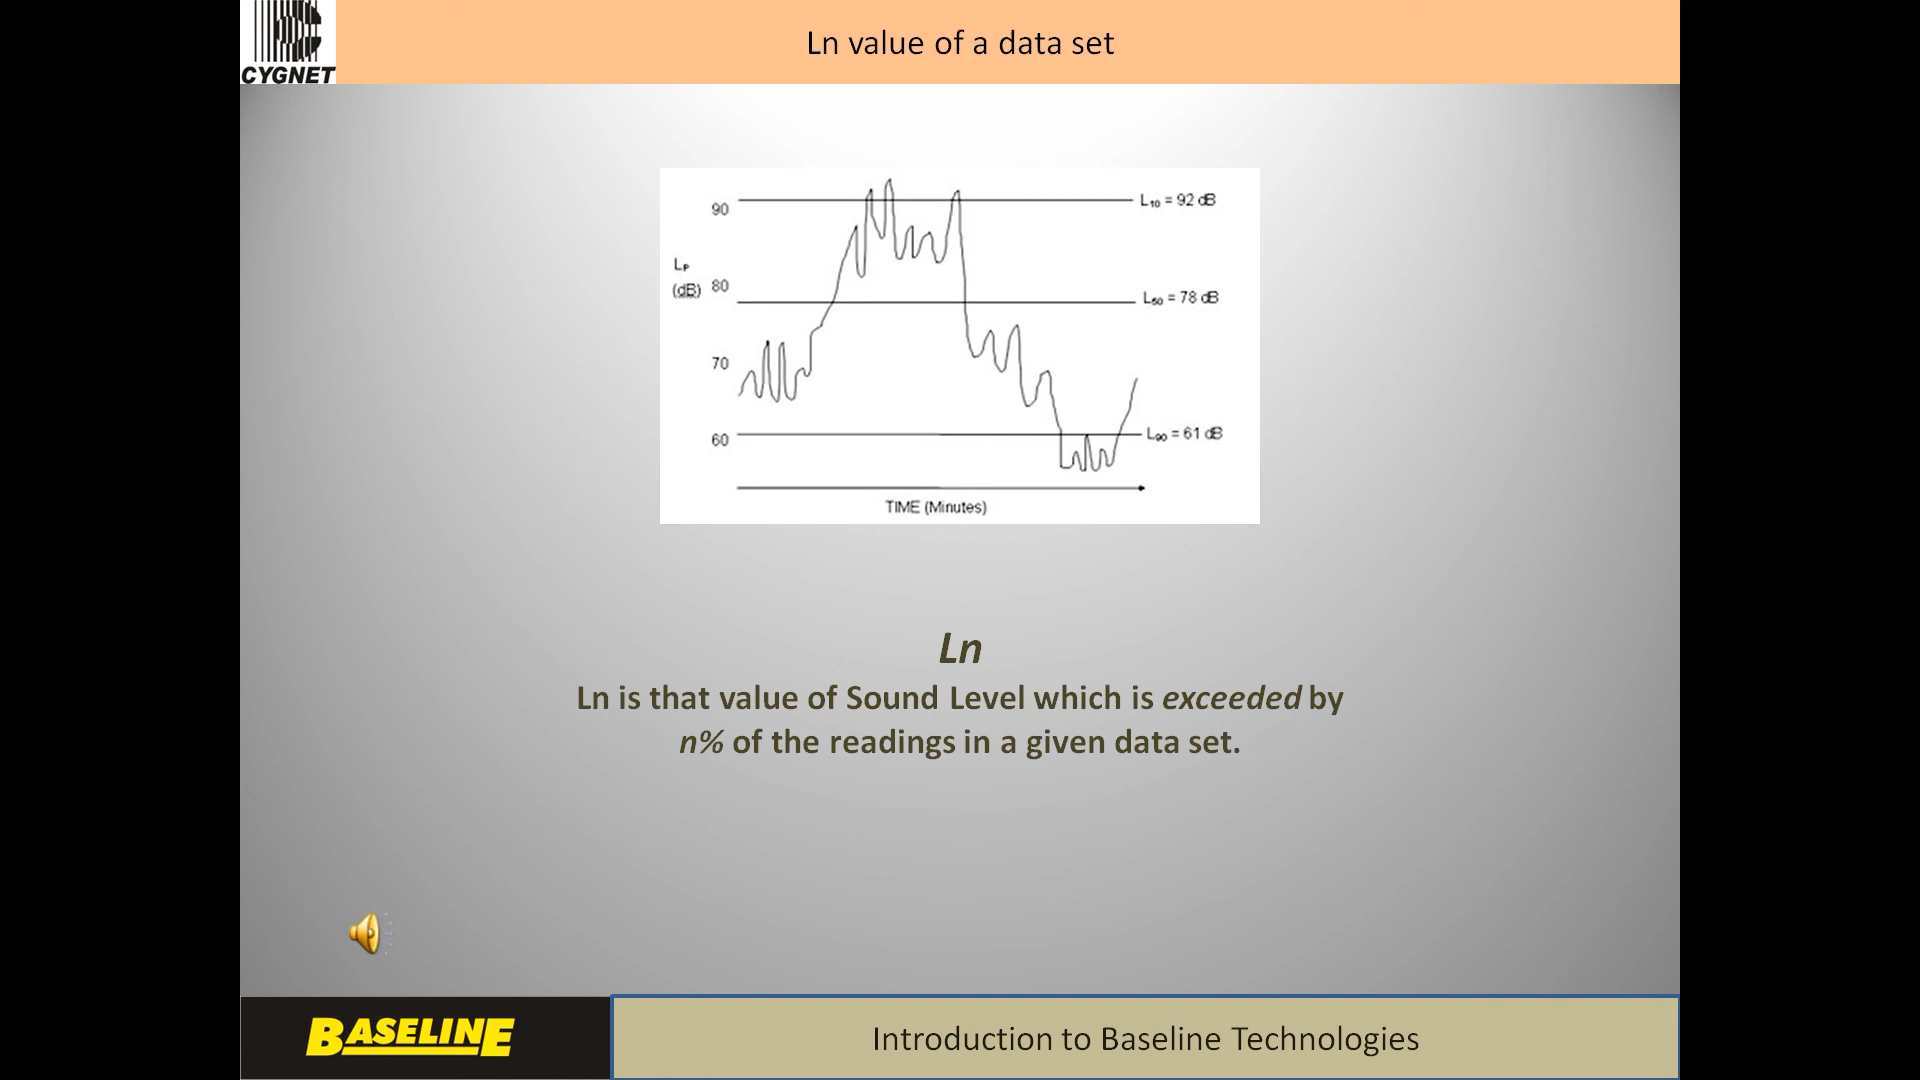 CYGNET
Ln value of a data set
90
L₁₀ = 92 dB
Lₚ
(dB)
80
L₅₀ = 78 dB
70
60
L₉₀ = 61 dB
TIME (Minutes)
Ln
Ln is that value of Sound Level which is exceeded by
n% of the readings in a given data set.
BASELINE
Introduction to Baseline Technologies